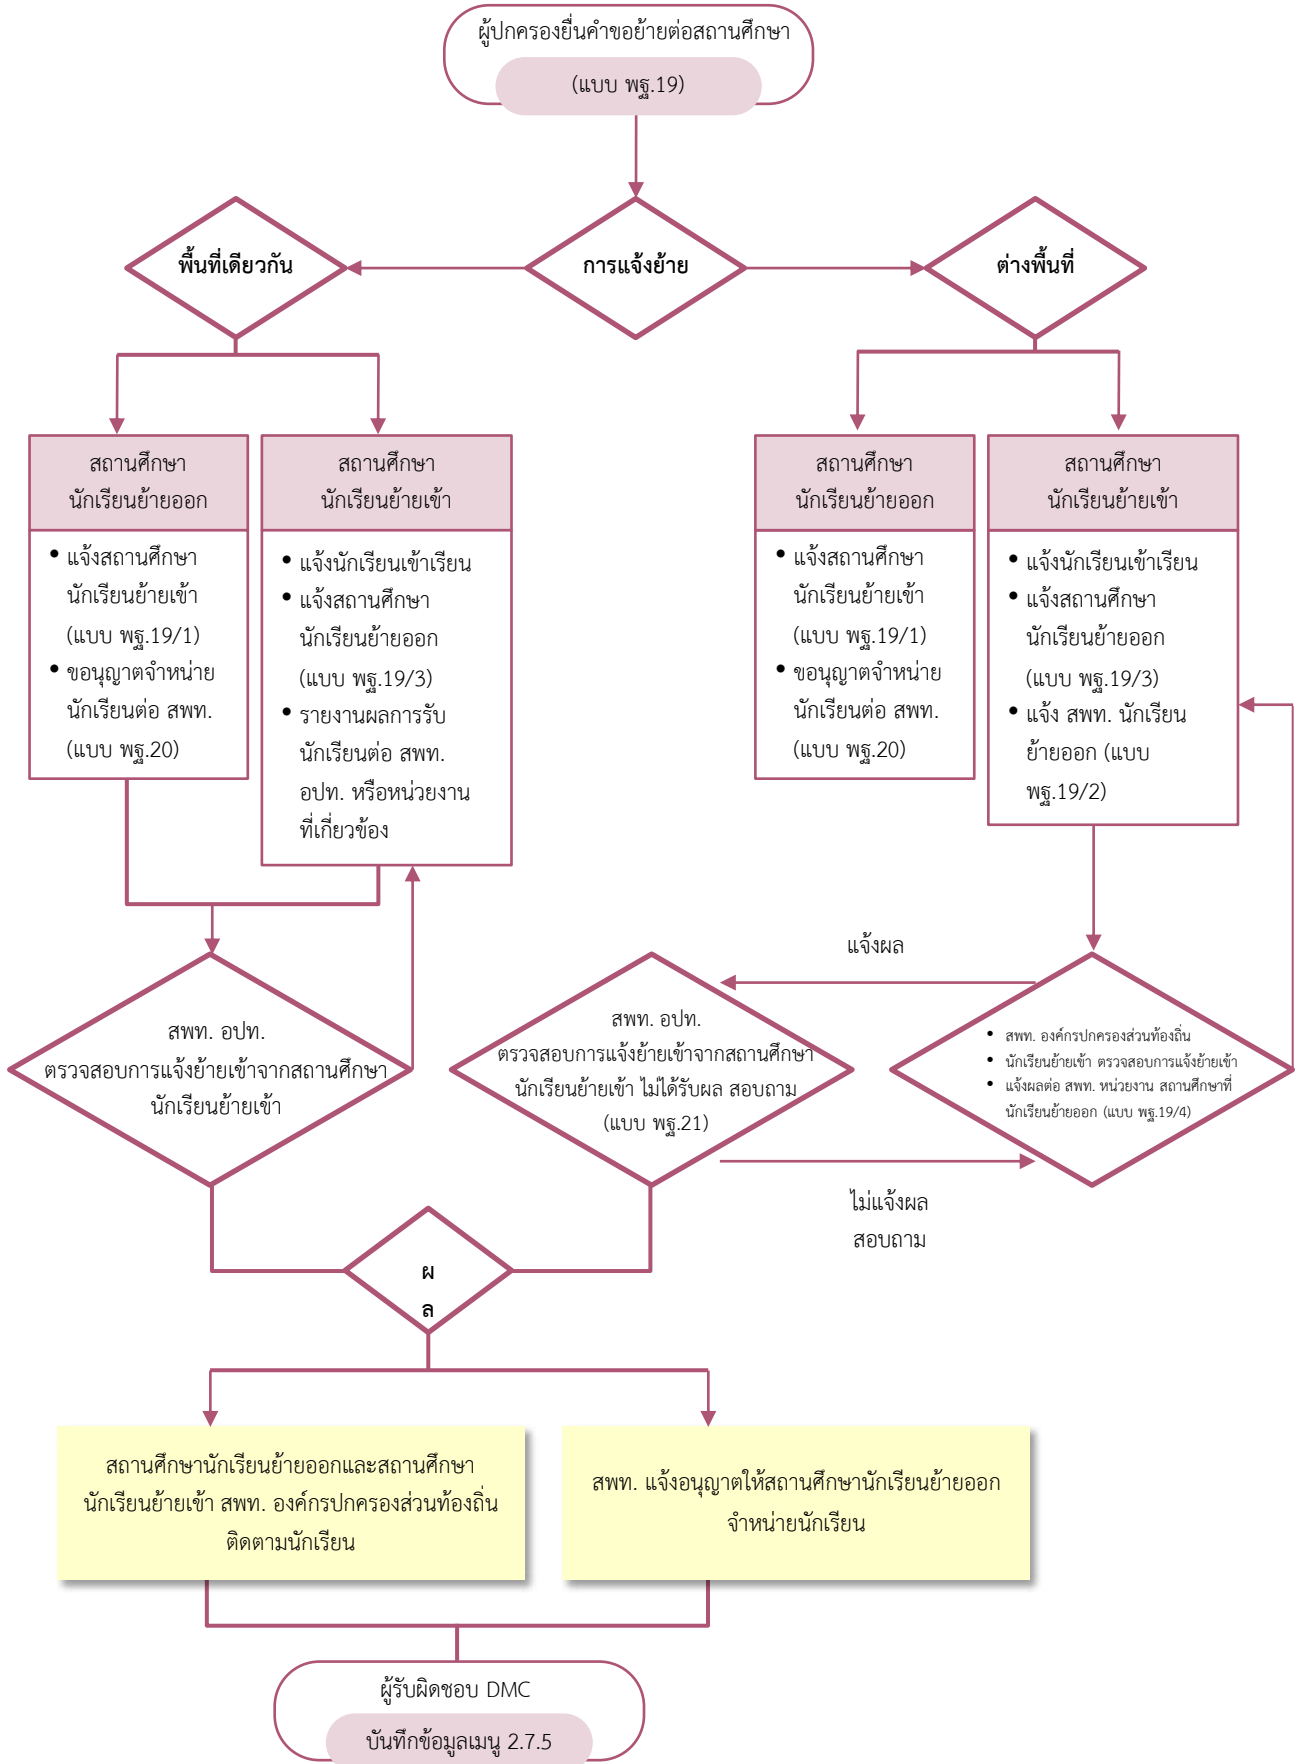 ผู้ปกครองยื่นคำขอย้ายต่อสถานศึกษา
(แบบ พฐ.19)
พื้นที่เดียวกัน
การแจ้งย้าย
ต่างพื้นที่
สถานศึกษา
นักเรียนย้ายออก
• แจ้งสถานศึกษา
นักเรียนย้ายเข้า
(แบบ พฐ.19/1)
• ขอนุญาตจำหน่าย
นักเรียนต่อ สพท.
(แบบ พฐ.20)
สถานศึกษา
นักเรียนย้ายเข้า
• แจ้งนักเรียนเข้าเรียน
• แจ้งสถานศึกษา
นักเรียนย้ายออก
(แบบ พฐ.19/3)
• รายงานผลการรับ
นักเรียนต่อ สพท.
อปท. หรือหน่วยงาน
ที่เกี่ยวข้อง
สถานศึกษา
นักเรียนย้ายออก
• แจ้งสถานศึกษา
นักเรียนย้ายเข้า
(แบบ พฐ.19/1)
• ขอนุญาตจำหน่าย
นักเรียนต่อ สพท.
(แบบ พฐ.20)
สถานศึกษา
นักเรียนย้ายเข้า
• แจ้งนักเรียนเข้าเรียน
• แจ้งสถานศึกษา
นักเรียนย้ายออก
(แบบ พฐ.19/3)
• แจ้ง สพท. นักเรียน
ย้ายออก (แบบ
พฐ.19/2)
สพท. อปท.
ตรวจสอบการแจ้งย้ายเข้าจากสถานศึกษา
นักเรียนย้ายเข้า
แจ้งผล
สพท. อปท.
ตรวจสอบการแจ้งย้ายเข้าจากสถานศึกษา
นักเรียนย้ายเข้า ไม่ได้รับผล สอบถาม
(แบบ พฐ.21)
• สพท. องค์กรปกครองส่วนท้องถิ่น
• นักเรียนย้ายเข้า ตรวจสอบการแจ้งย้ายเข้า
• แจ้งผลต่อ สพท. หน่วยงาน สถานศึกษาที่
นักเรียนย้ายออก (แบบ พฐ.19/4)
ไม่แจ้งผล
สอบถาม
ผ
ล
สถานศึกษานักเรียนย้ายออกและสถานศึกษา
นักเรียนย้ายเข้า สพท. องค์กรปกครองส่วนท้องถิ่น
ติดตามนักเรียน
สพท. แจ้งอนุญาตให้สถานศึกษานักเรียนย้ายออก
จำหน่ายนักเรียน
ผู้รับผิดชอบ DMC
บันทึกข้อมูลเมนู 2.7.5